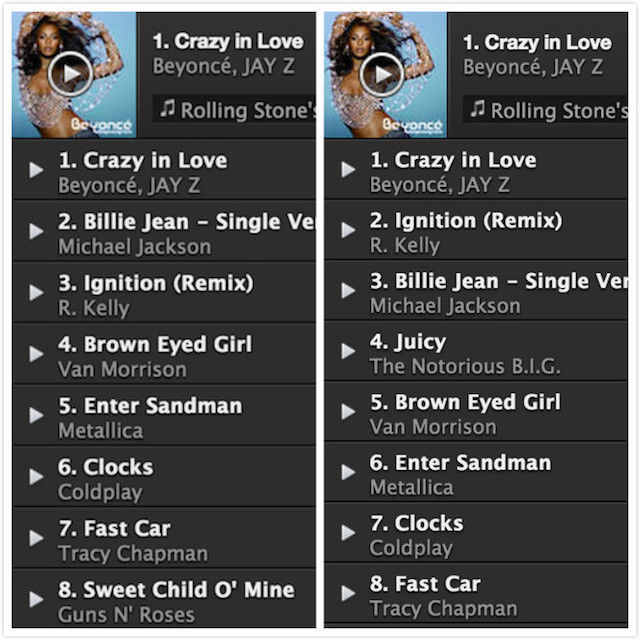 1. Crazy in Love
Beyoncé, JAY Z
Rolling Stone's
Beyoncé
1. Crazy in Love
Beyoncé, JAY Z
2. Billie Jean – Single Ve
Michael Jackson
3. Ignition (Remix)
R. Kelly
4. Brown Eyed Girl
Van Morrison
5. Enter Sandman
Metallica
6. Clocks
Coldplay
7. Fast Car
Tracy Chapman
8. Sweet Child O' Mine
Guns N' Roses
1. Crazy in Love
Beyoncé, JAY Z
Rolling Stone's
Beyoncé
1. Crazy in Love
Beyoncé, JAY Z
2. Ignition (Remix)
R. Kelly
3. Billie Jean – Single Ver
Michael Jackson
4. Juicy
The Notorious B.I.G.
5. Brown Eyed Girl
Van Morrison
6. Enter Sandman
Metallica
7. Clocks
Coldplay
8. Fast Car
Tracy Chapman